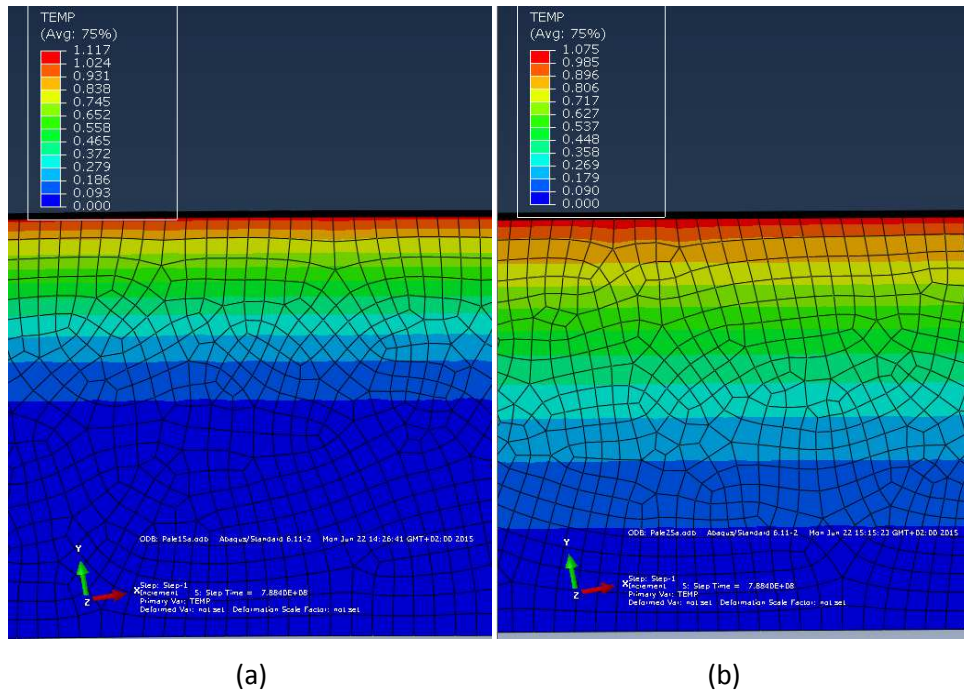 TEMP
(Avg: 75%)
1.117
1.024
0.931
0.838
0.745
0.652
0.558
0.465
0.372
0.279
0.186
0.093
0.000
Y
X
Z
ODB: Pale15a.odb Abaqus/Standard 6.11-2 Mon Jun 22 14:26:41 GMT+02:00 2015
Step: Step-1
Increment 5: Step Time = 7.8840E+08
Primary Var: TEMP
Deformed Var: not set Deformation Scale Factor: not set
(a)
TEMP
(Avg: 75%)
1.075
0.985
0.896
0.806
0.717
0.627
0.537
0.448
0.358
0.269
0.179
0.090
0.000
Y
X
Z
ODB: Pale25a.odb Abaqus/Standard 6.11-2 Mon Jun 22 15:15:23 GMT+02:00 2015
Step: Step-1
Increment 5: Step Time = 7.8840E+08
Primary Var: TEMP
Deformed Var: not set Deformation Scale Factor: not set
(b)